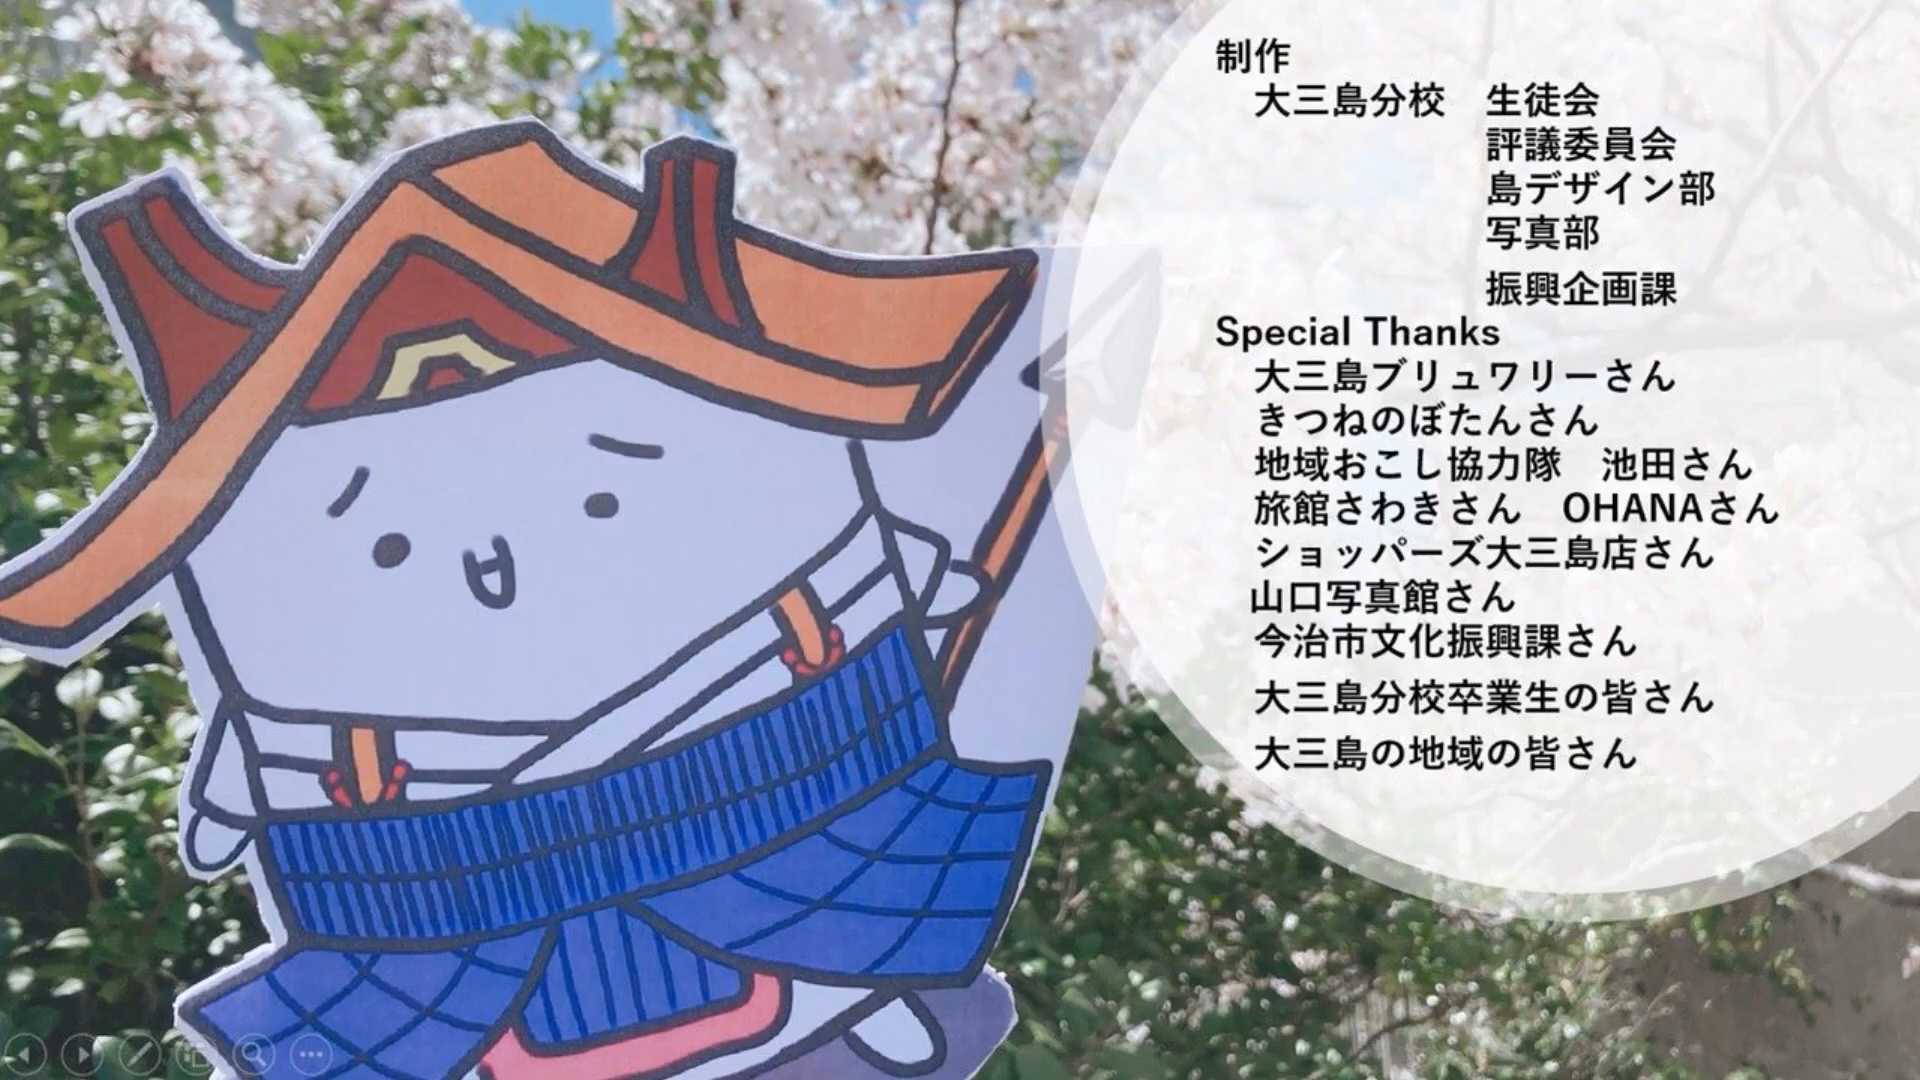 制作
大三島分校　生徒会
評議委員会
島デザイン部
写真部
振興企画課
Special Thanks
大三島ブリュワリーさん
きつねのぼたんさん
地域おこし協力隊　池田さん
旅館さわきさん　OHANAさん
ショッパーズ大三島店さん
山口写真館さん
今治市文化振興課さん
大三島分校卒業生の皆さん
大三島の地域の皆さん